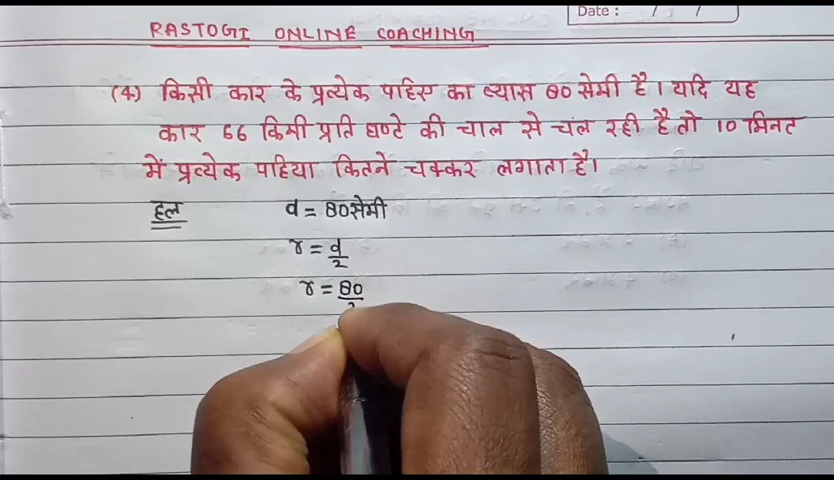 Date : / /
RASTOGI ONLINE COACHING
(4) किसी कार के प्रत्येक पहिए का व्यास 80 सेमी है। यदि यह
कार 66 किमी प्रति घण्टे की चाल से चल रही है तो 10 मिनट
में प्रत्येक पहिया कितने चक्कर लगाता है।
हल d = 80 सेमी
r = d/2
r = 80/2